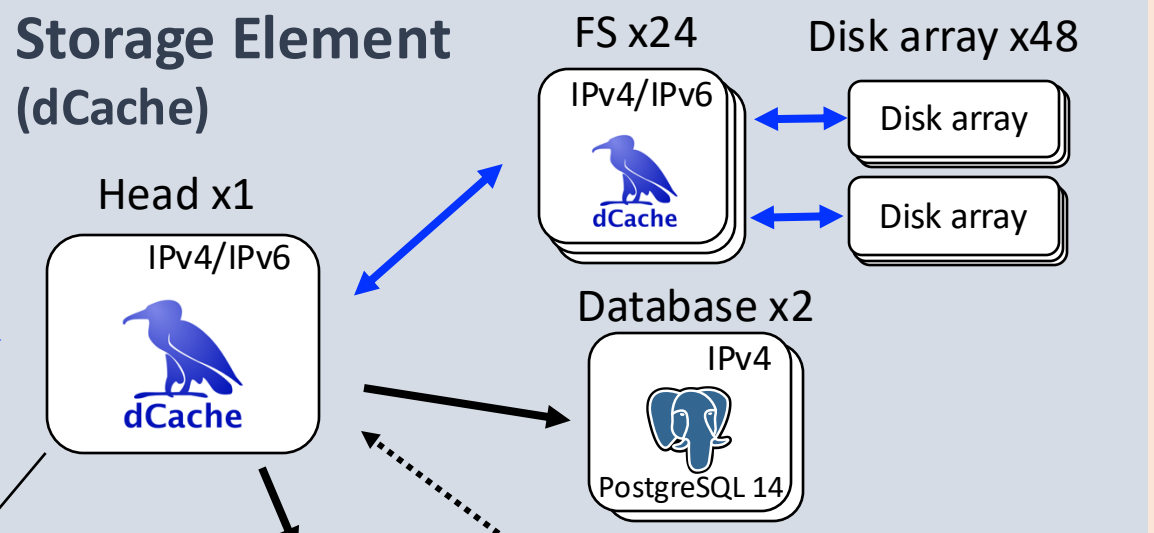 Storage Element
(dCache)
FS x24
Disk array x48
IPv4/IPv6
dCache
Disk array
Disk array
Head x1
IPv4/IPv6
dCache
Database x2
IPv4
PostgreSQL 14